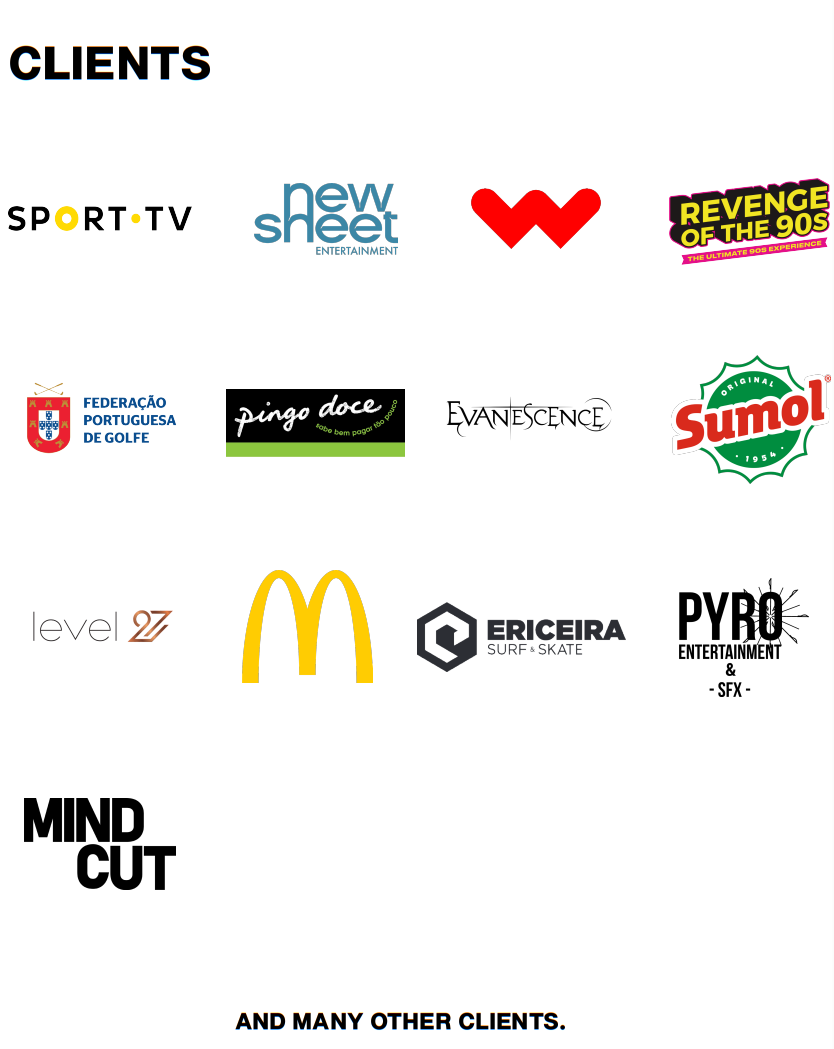 CLIENTS
SPORT•TV
new
sheet
ENTERTAINMENT
REVENGE
OF THE 90S
THE ULTIMATE 90S EXPERIENCE
FEDERAÇÃO
PORTUGUESA
DE GOLFE
pingo doce
sabe bem pagar tão pouco
EVANESCENCE
ORIGINAL
Sumol®
• 1954 •
level 27
M
ERICEIRA
SURF & SKATE
PYRO
ENTERTAINMENT
&
- SFX -
MIND
CUT
AND MANY OTHER CLIENTS.